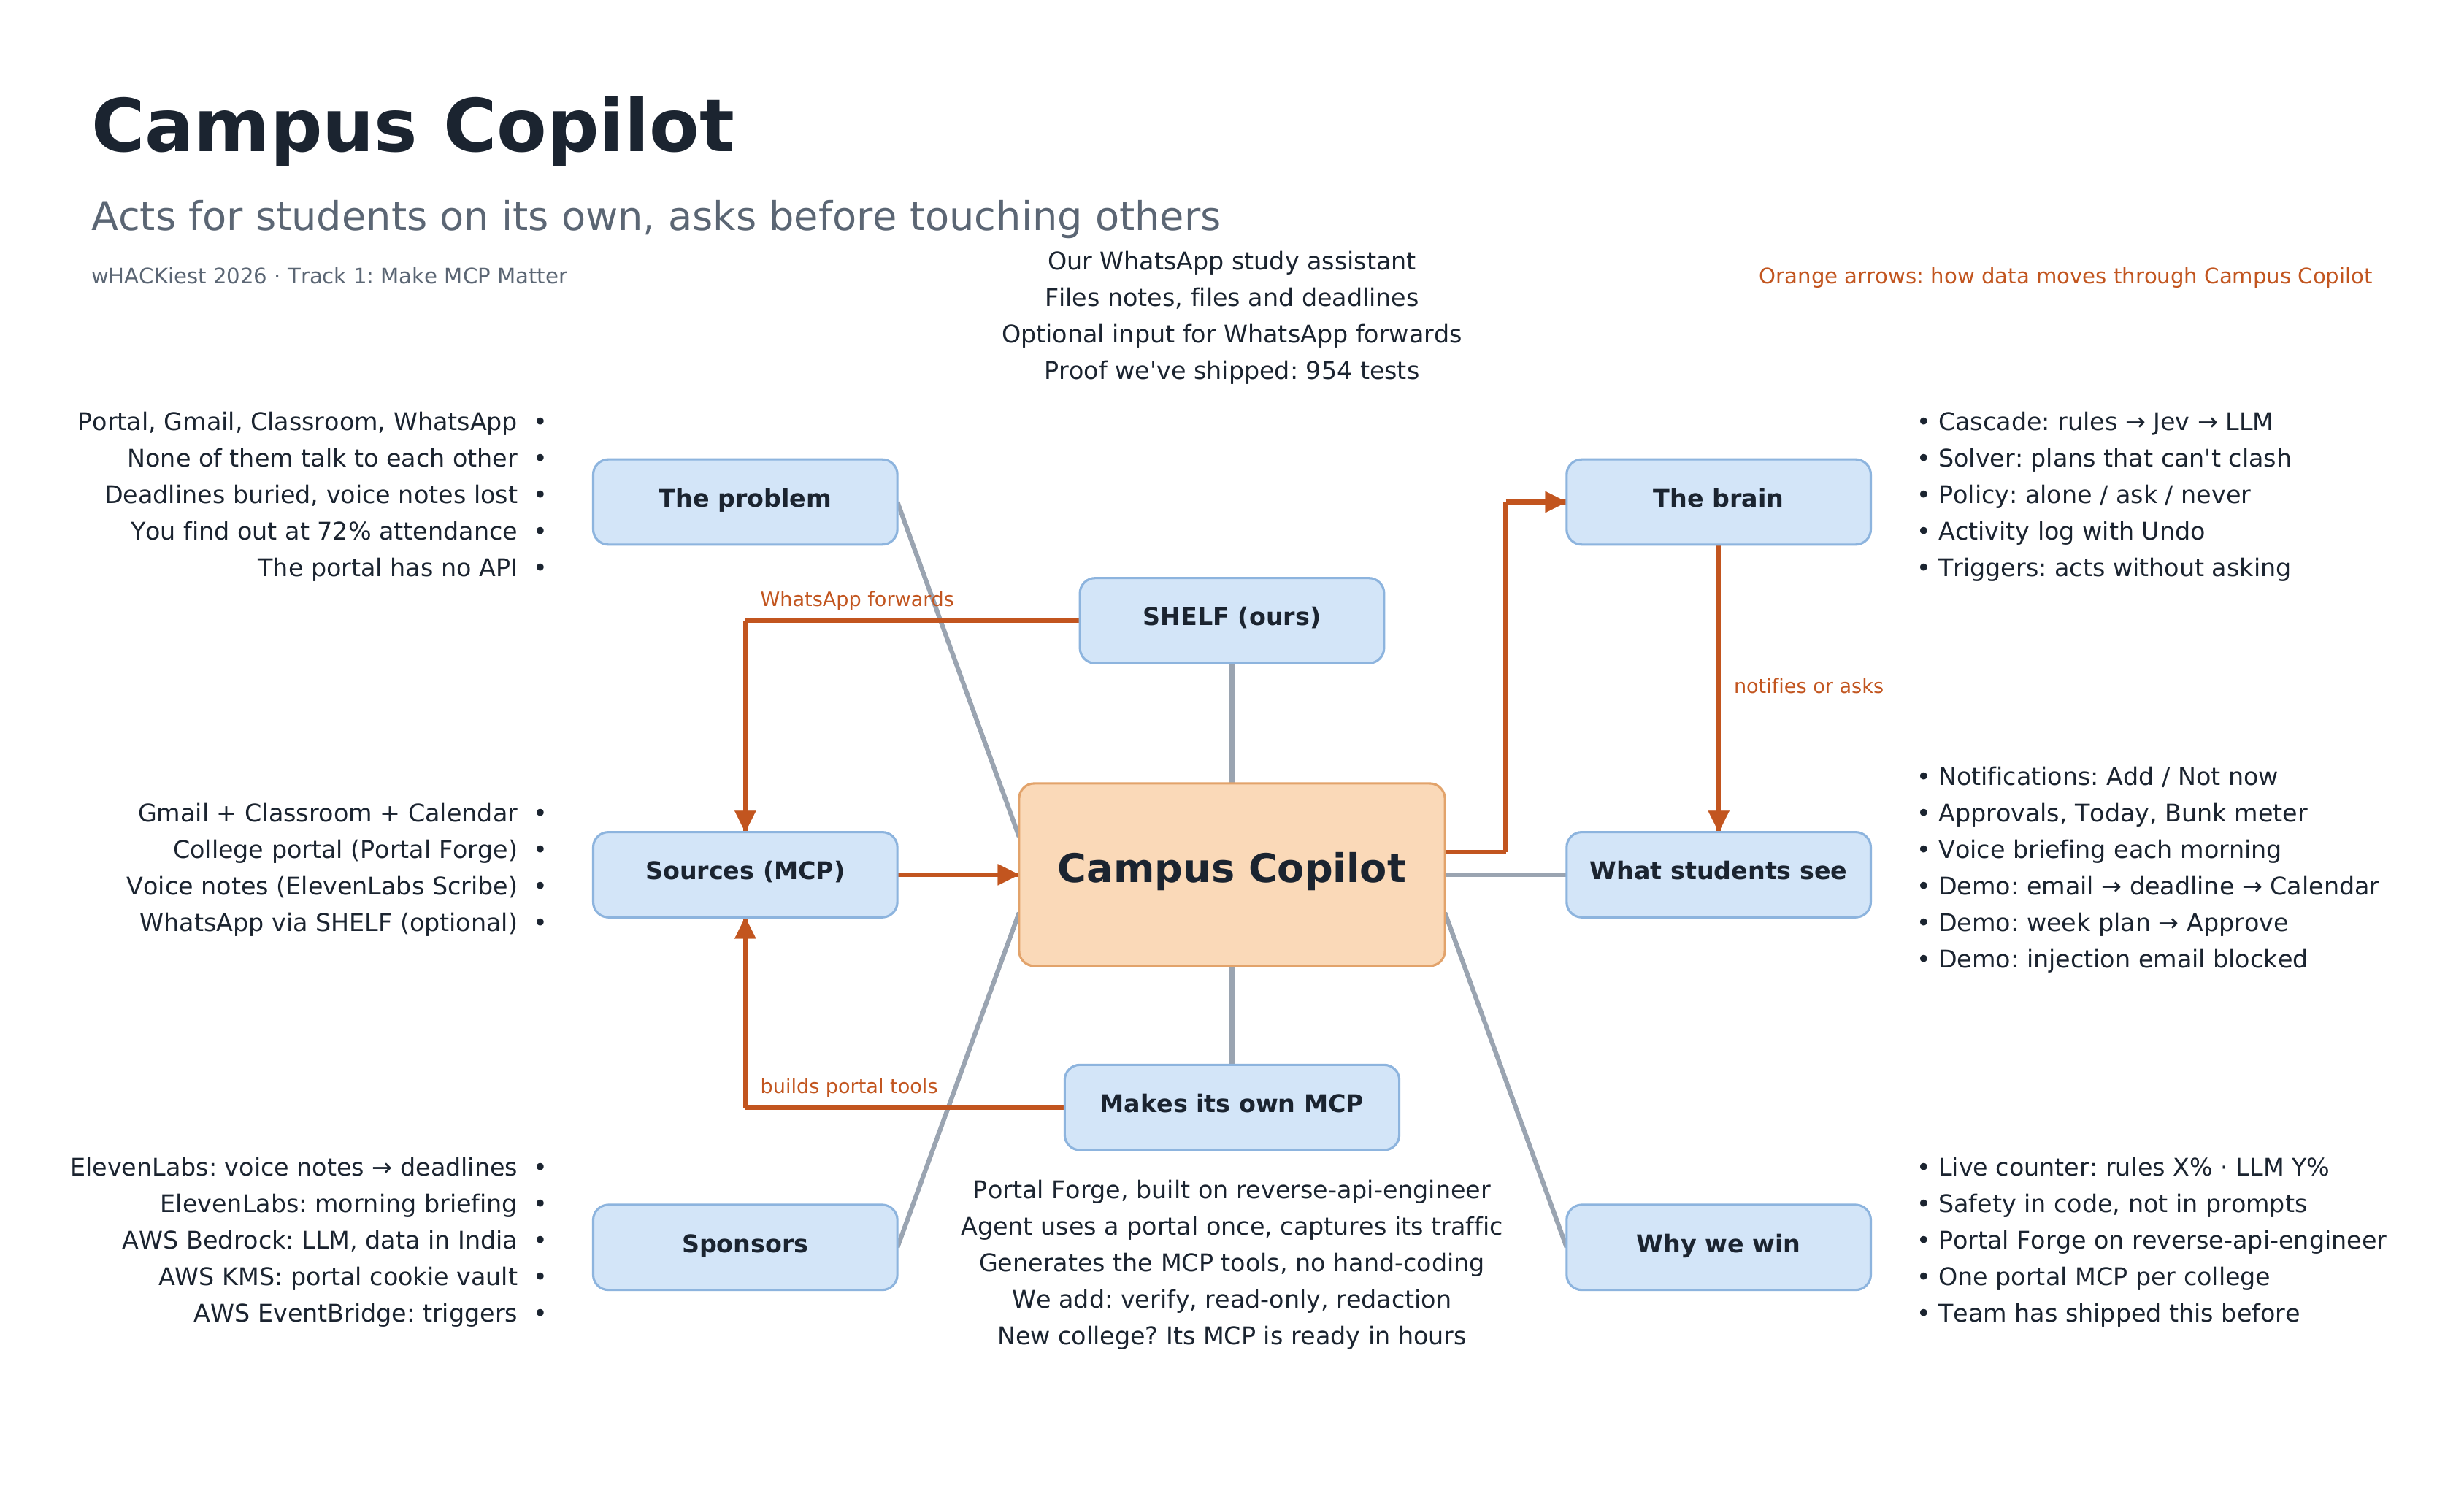 Campus Copilot
Acts for students on its own, asks before touching others
wHACKiest 2026 · Track 1: Make MCP Matter
Orange arrows: how data moves through Campus Copilot
Our WhatsApp study assistant
Files notes, files and deadlines
Optional input for WhatsApp forwards
Proof we've shipped: 954 tests
SHELF (ours)
WhatsApp forwards
Portal, Gmail, Classroom, WhatsApp •
None of them talk to each other •
Deadlines buried, voice notes lost •
You find out at 72% attendance •
The portal has no API •
The problem
The brain
• Cascade: rules → Jev → LLM
• Solver: plans that can't clash
• Policy: alone / ask / never
• Activity log with Undo
• Triggers: acts without asking
notifies or asks
Gmail + Classroom + Calendar •
College portal (Portal Forge) •
Voice notes (ElevenLabs Scribe) •
WhatsApp via SHELF (optional) •
Sources (MCP)
Campus Copilot
What students see
• Notifications: Add / Not now
• Approvals, Today, Bunk meter
• Voice briefing each morning
• Demo: email → deadline → Calendar
• Demo: week plan → Approve
• Demo: injection email blocked
builds portal tools
Makes its own MCP
Portal Forge, built on reverse-api-engineer
Agent uses a portal once, captures its traffic
Generates the MCP tools, no hand-coding
We add: verify, read-only, redaction
New college? Its MCP is ready in hours
ElevenLabs: voice notes → deadlines •
ElevenLabs: morning briefing •
AWS Bedrock: LLM, data in India •
AWS KMS: portal cookie vault •
AWS EventBridge: triggers •
Sponsors
Why we win
• Live counter: rules X% · LLM Y%
• Safety in code, not in prompts
• Portal Forge on reverse-api-engineer
• One portal MCP per college
• Team has shipped this before